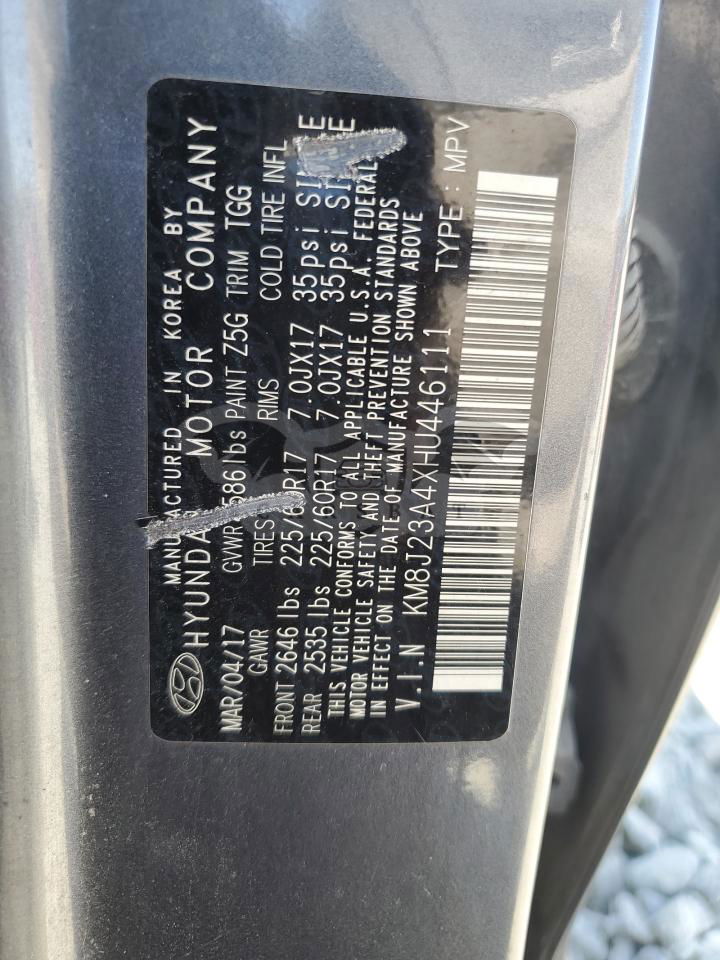 MANUFACTURED IN KOREA BY
HYUNDAI MOTOR COMPANY
MAR/04/17 GVWR 586lbs PAINT Z5G TRIM TGG
GAWR TIRES RIMS COLD TIRE INFL
FRONT 2646 lbs 225/60R17 7.0JX17 35psi
REAR 2535 lbs 225/60R17 7.0JX17 35psi
THIS VEHICLE CONFORMS TO ALL APPLICABLE U.S.A. FEDERAL
MOTOR VEHICLE SAFETY AND THEFT PREVENTION STANDARDS
IN EFFECT ON THE DATE OF MANUFACTURE SHOWN ABOVE
V.I.N KM8J23A4XHU446111 TYPE : MPV